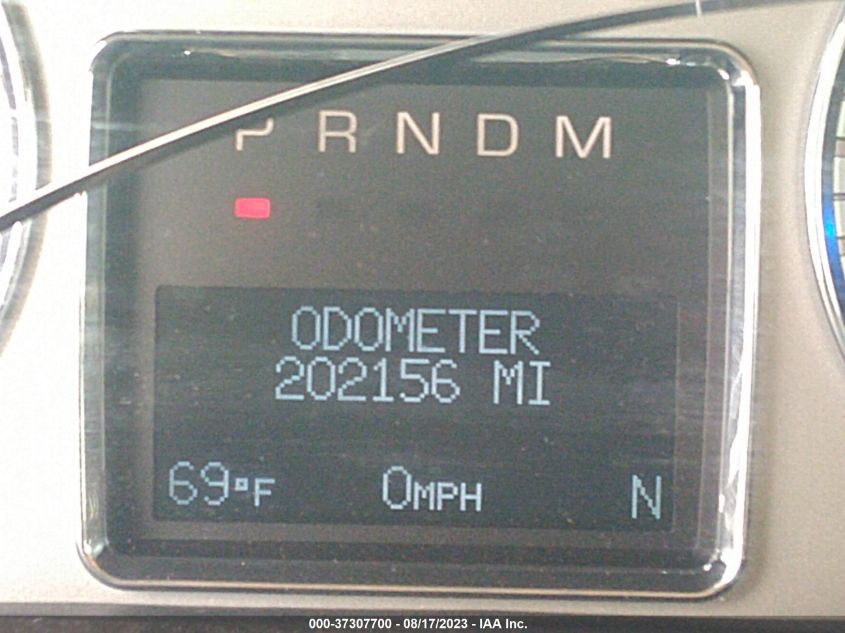 P R N D M
ODOMETER
202156 MI
69°F 0MPH N
000-37307700 - 08/17/2023 - IAA Inc.